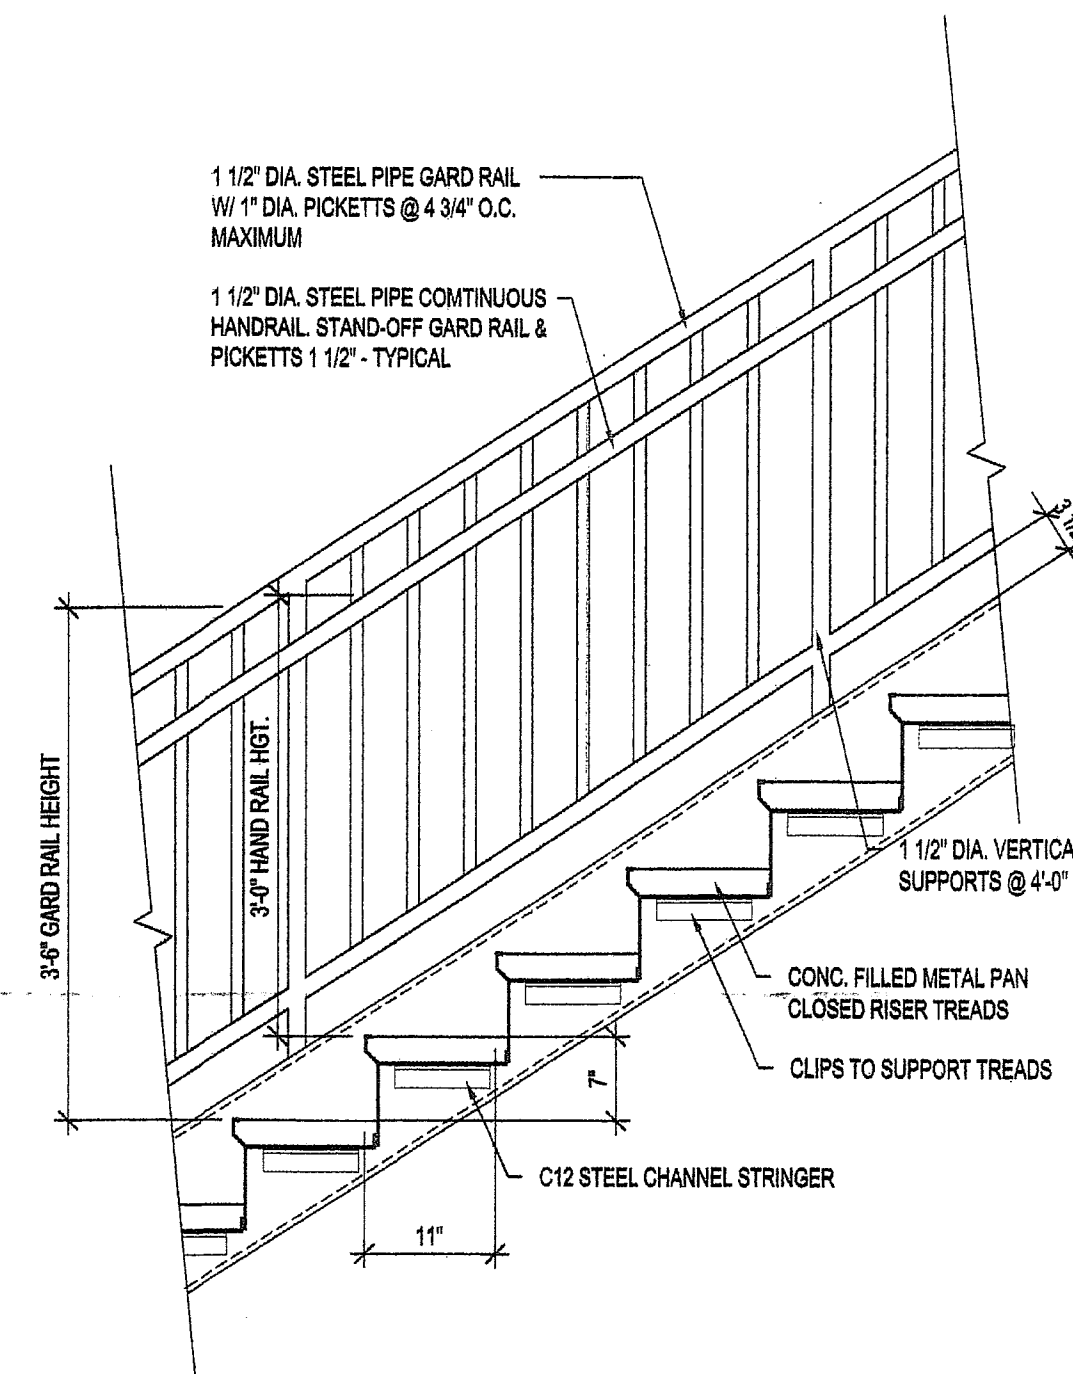 1 1/2" DIA. STEEL PIPE GARD RAIL
W/ 1" DIA. PICKETTS @ 4 3/4" O.C.
MAXIMUM
1 1/2" DIA. STEEL PIPE COMTINUOUS
HANDRAIL. STAND-OFF GARD RAIL &
PICKETTS 1 1/2" - TYPICAL
3'-6" GARD RAIL HEIGHT
3'-0" HAND RAIL HGT.
1 1/2" DIA. VERTICA
SUPPORTS @ 4'-0"
CONC. FILLED METAL PAN
CLOSED RISER TREADS
CLIPS TO SUPPORT TREADS
7"
C12 STEEL CHANNEL STRINGER
11"